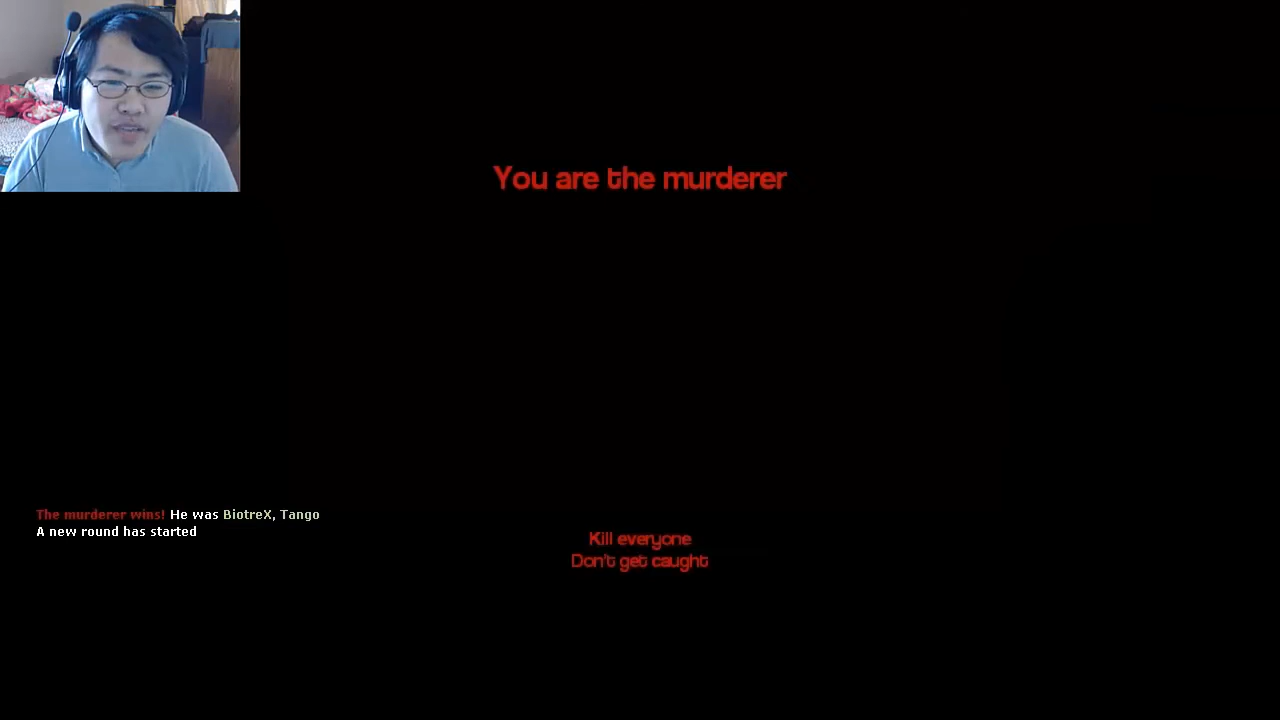 You are the murderer
The murderer wins! He was BiotreX, Tango
A new round has started
Kill everyone
Don't get caught